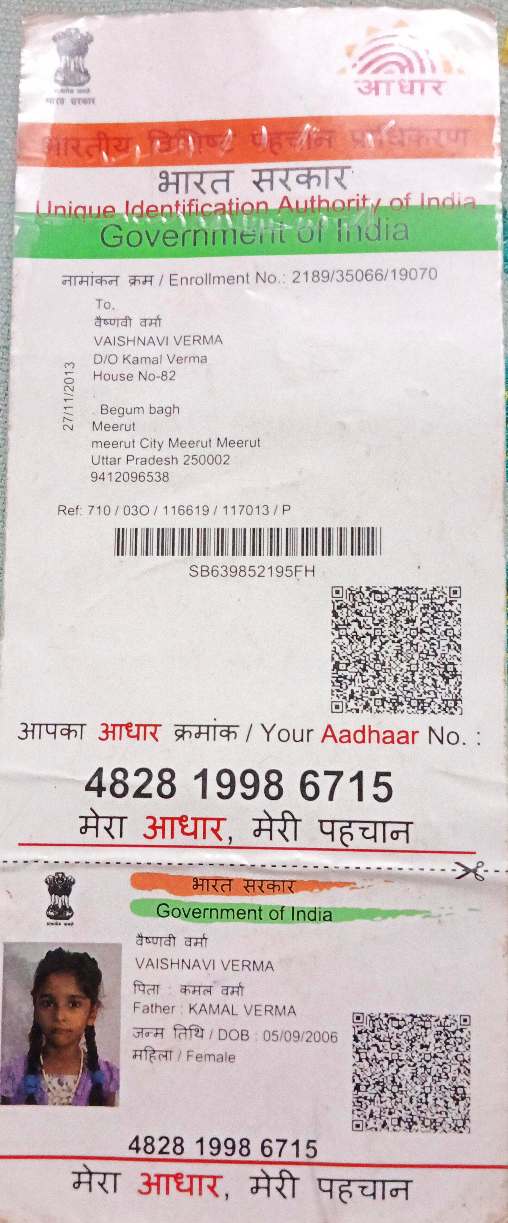 भारत सरकार
आधार
भारतीय विशिष्ट पहचान प्राधिकरण
भारत सरकार
Unique Identification Authority of India
Government of India
नामांकन क्रम / Enrollment No.: 2189/35066/19070
To,
वैष्णवी वर्मा
VAISHNAVI VERMA
D/O Kamal Verma
House No-82
. Begum bagh
Meerut
meerut City Meerut Meerut
Uttar Pradesh 250002
9412096538
27/11/2013
Ref: 710 / 03O / 116619 / 117013 / P
SB639852195FH
आपका आधार क्रमांक / Your Aadhaar No. :
4828 1998 6715
मेरा आधार, मेरी पहचान
भारत सरकार
Government of India
वैष्णवी वर्मा
VAISHNAVI VERMA
पिता : कमल वर्मा
Father : KAMAL VERMA
जन्म तिथि / DOB : 05/09/2006
महिला / Female
4828 1998 6715
मेरा आधार, मेरी पहचान